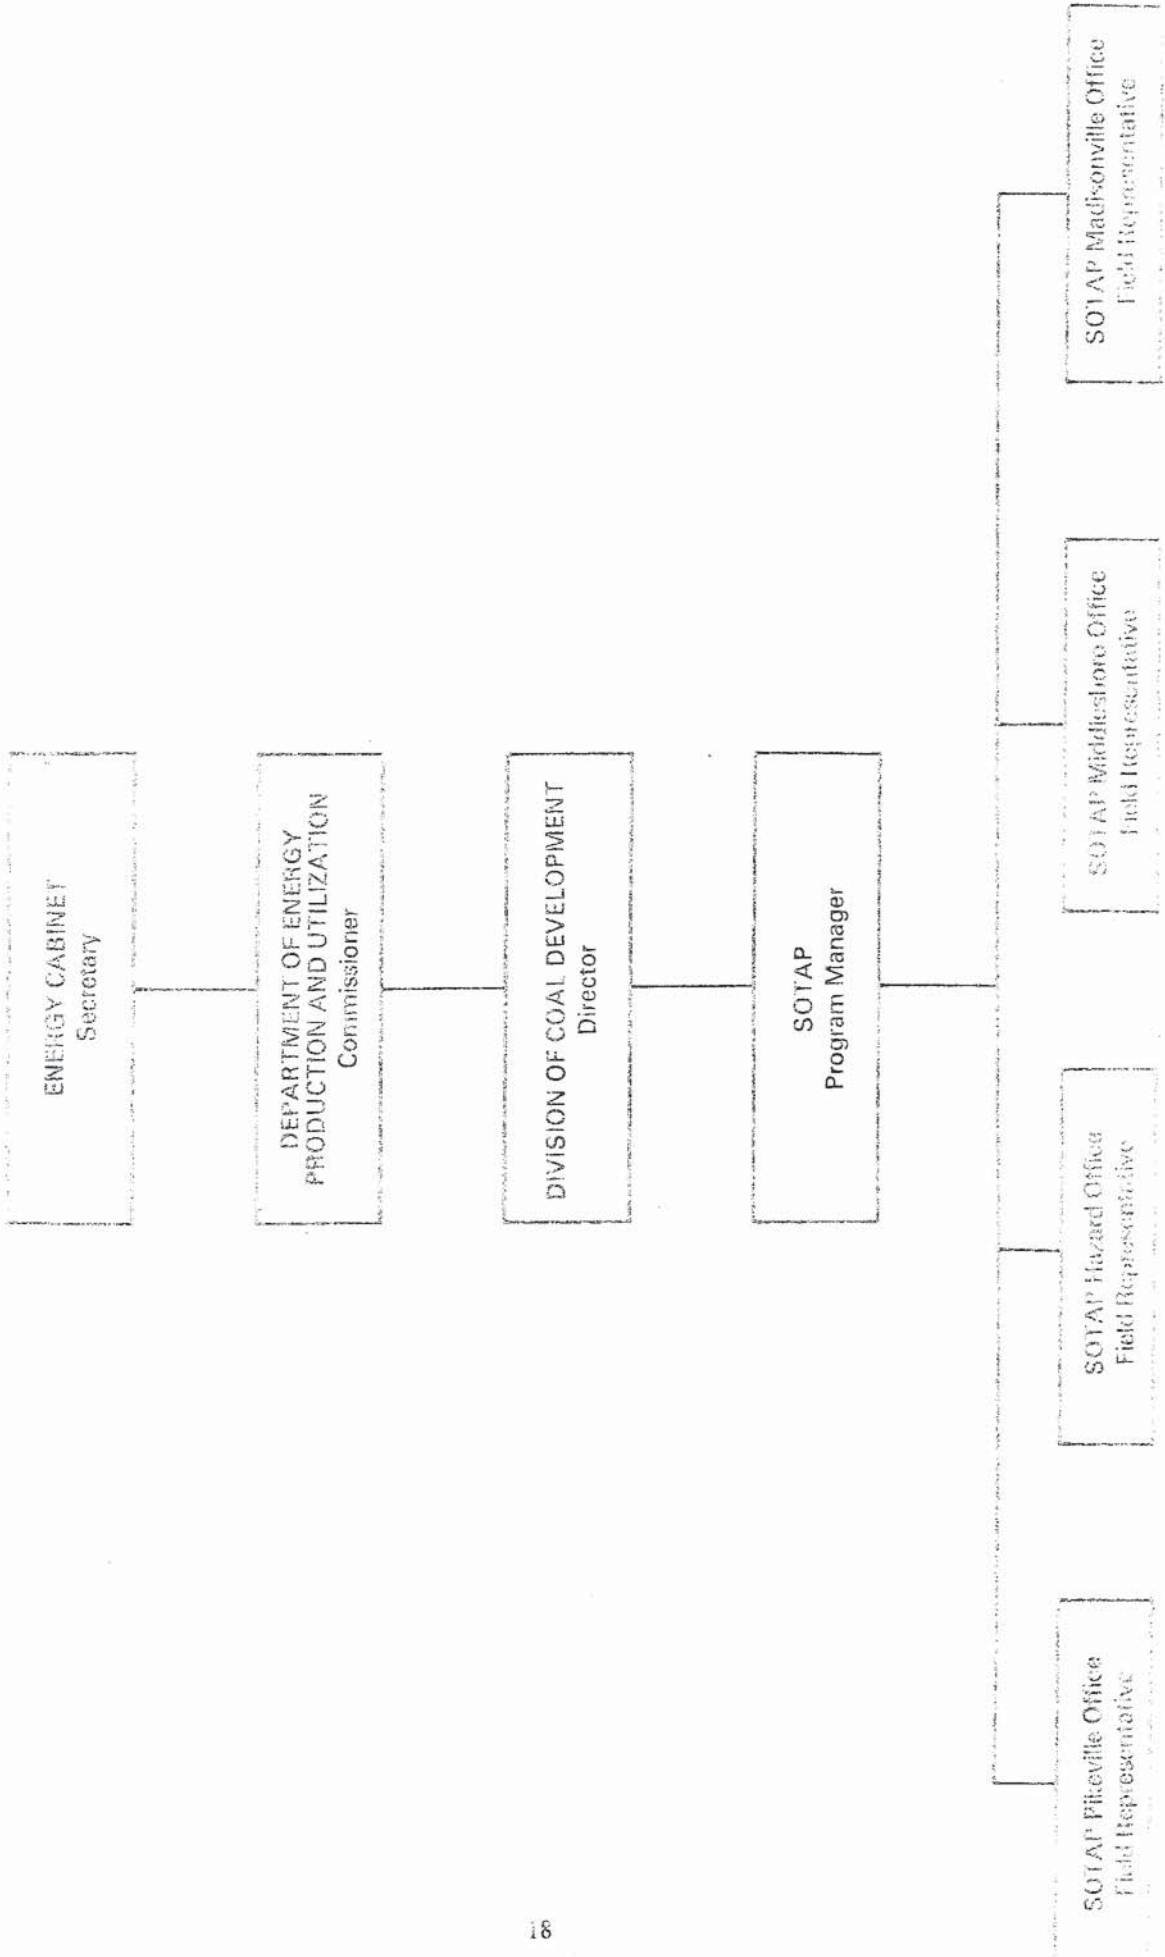 ENERGY CABINET
Secretary
DEPARTMENT OF ENERGY
PRODUCTION AND UTILIZATION
Commissioner
DIVISION OF COAL DEVELOPMENT
Director
SOTAP
Program Manager
SOTAP Pikeville Office
Field Representative
SOTAP Hazard Office
Field Representative
SOTAP Middlesboro Office
Field Representative
SOTAP Madisonville Office
Field Representative
18